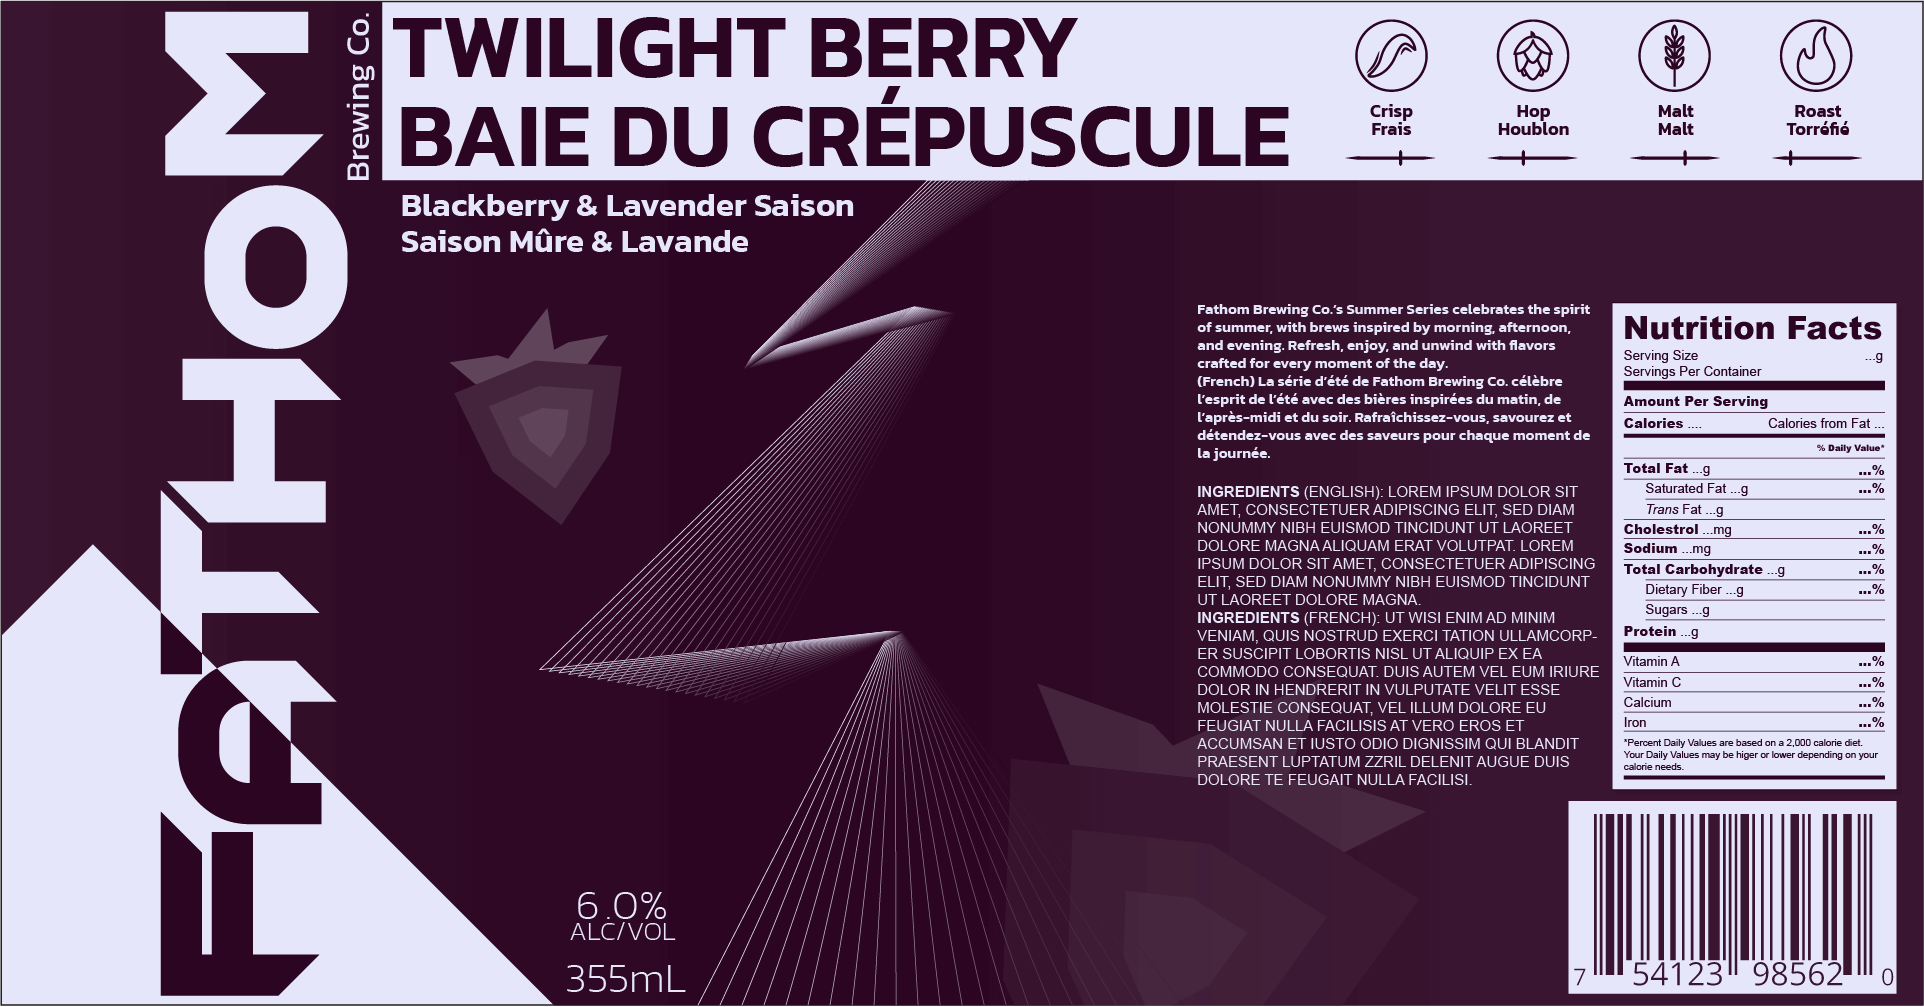 FATHOM
Brewing Co.
TWILIGHT BERRY
BAIE DU CRÉPUSCULE
Crisp
Frais
Hop
Houblon
Malt
Malt
Roast
Torréfié
Blackberry & Lavender Saison
Saison Mûre & Lavande
Fathom Brewing Co.'s Summer Series celebrates the spirit
of summer, with brews inspired by morning, afternoon,
and evening. Refresh, enjoy, and unwind with flavors
crafted for every moment of the day.
(French) La série d'été de Fathom Brewing Co. célèbre
l'esprit de l'été avec des bières inspirées du matin, de
l'après-midi et du soir. Rafraîchissez-vous, savourez et
détendez-vous avec des saveurs pour chaque moment de
la journée.
INGREDIENTS (ENGLISH): LOREM IPSUM DOLOR SIT
AMET, CONSECTETUER ADIPISCING ELIT, SED DIAM
NONUMMY NIBH EUISMOD TINCIDUNT UT LAOREET
DOLORE MAGNA ALIQUAM ERAT VOLUTPAT. LOREM
IPSUM DOLOR SIT AMET, CONSECTETUER ADIPISCING
ELIT, SED DIAM NONUMMY NIBH EUISMOD TINCIDUNT
UT LAOREET DOLORE MAGNA.
INGREDIENTS (FRENCH): UT WISI ENIM AD MINIM
VENIAM, QUIS NOSTRUD EXERCI TATION ULLAMCORP-
ER SUSCIPIT LOBORTIS NISL UT ALIQUIP EX EA
COMMODO CONSEQUAT. DUIS AUTEM VEL EUM IRIURE
DOLOR IN HENDRERIT IN VULPUTATE VELIT ESSE
MOLESTIE CONSEQUAT, VEL ILLUM DOLORE EU
FEUGIAT NULLA FACILISIS AT VERO EROS ET
ACCUMSAN ET IUSTO ODIO DIGNISSIM QUI BLANDIT
PRAESENT LUPTATUM ZZRIL DELENIT AUGUE DUIS
DOLORE TE FEUGAIT NULLA FACILISI.
Nutrition Facts
Serving Size ...g
Servings Per Container
Amount Per Serving
Calories .... Calories from Fat ...
% Daily Value*
Total Fat ...g ...%
Saturated Fat ...g ...%
Trans Fat ...g
Cholestrol ...mg ...%
Sodium ...mg ...%
Total Carbohydrate ...g ...%
Dietary Fiber ...g ...%
Sugars ...g
Protein ...g
Vitamin A ...%
Vitamin C ...%
Calcium ...%
Iron ...%
*Percent Daily Values are based on a 2,000 calorie diet.
Your Daily Values may be higer or lower depending on your
calorie needs.
6.0%
ALC/VOL
355mL
7 54123 98562 0